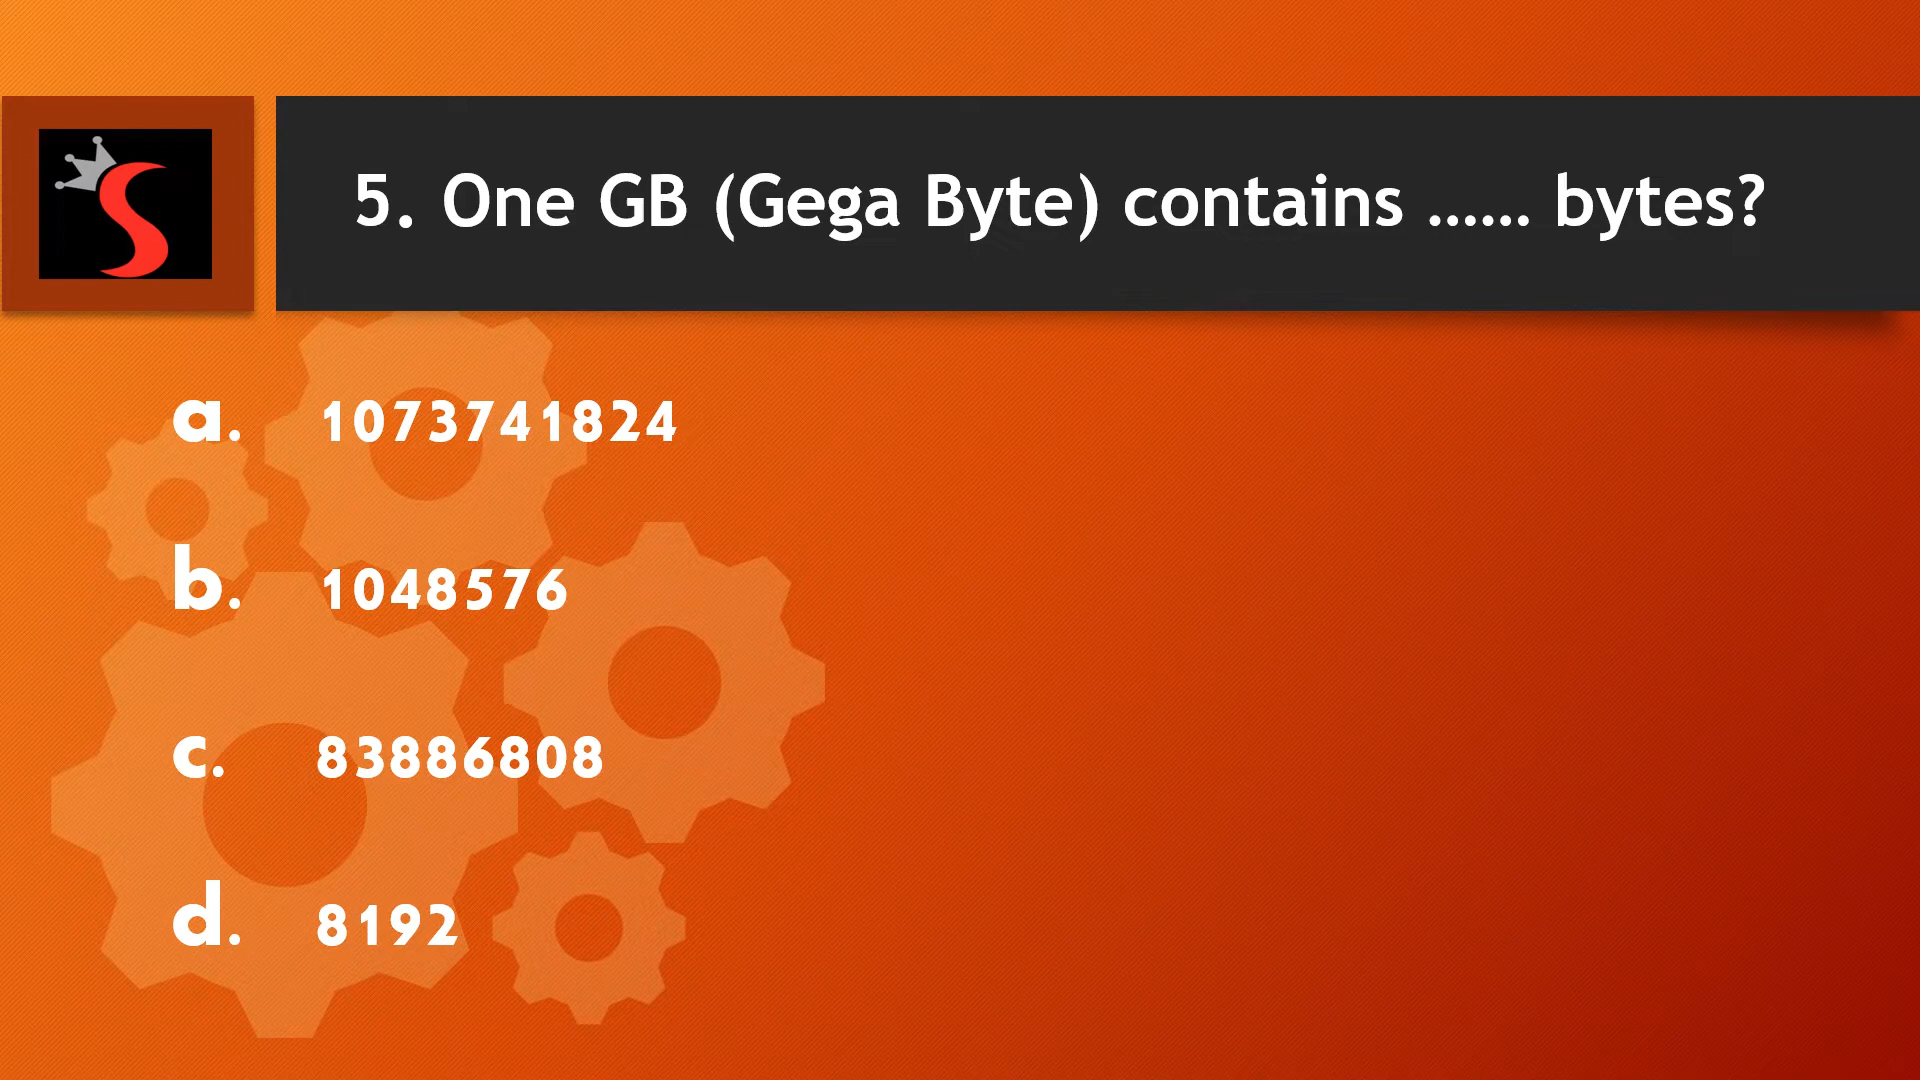 5. One GB (Gega Byte) contains ...... bytes?
a. 1073741824
b. 1048576
c. 83886808
d. 8192